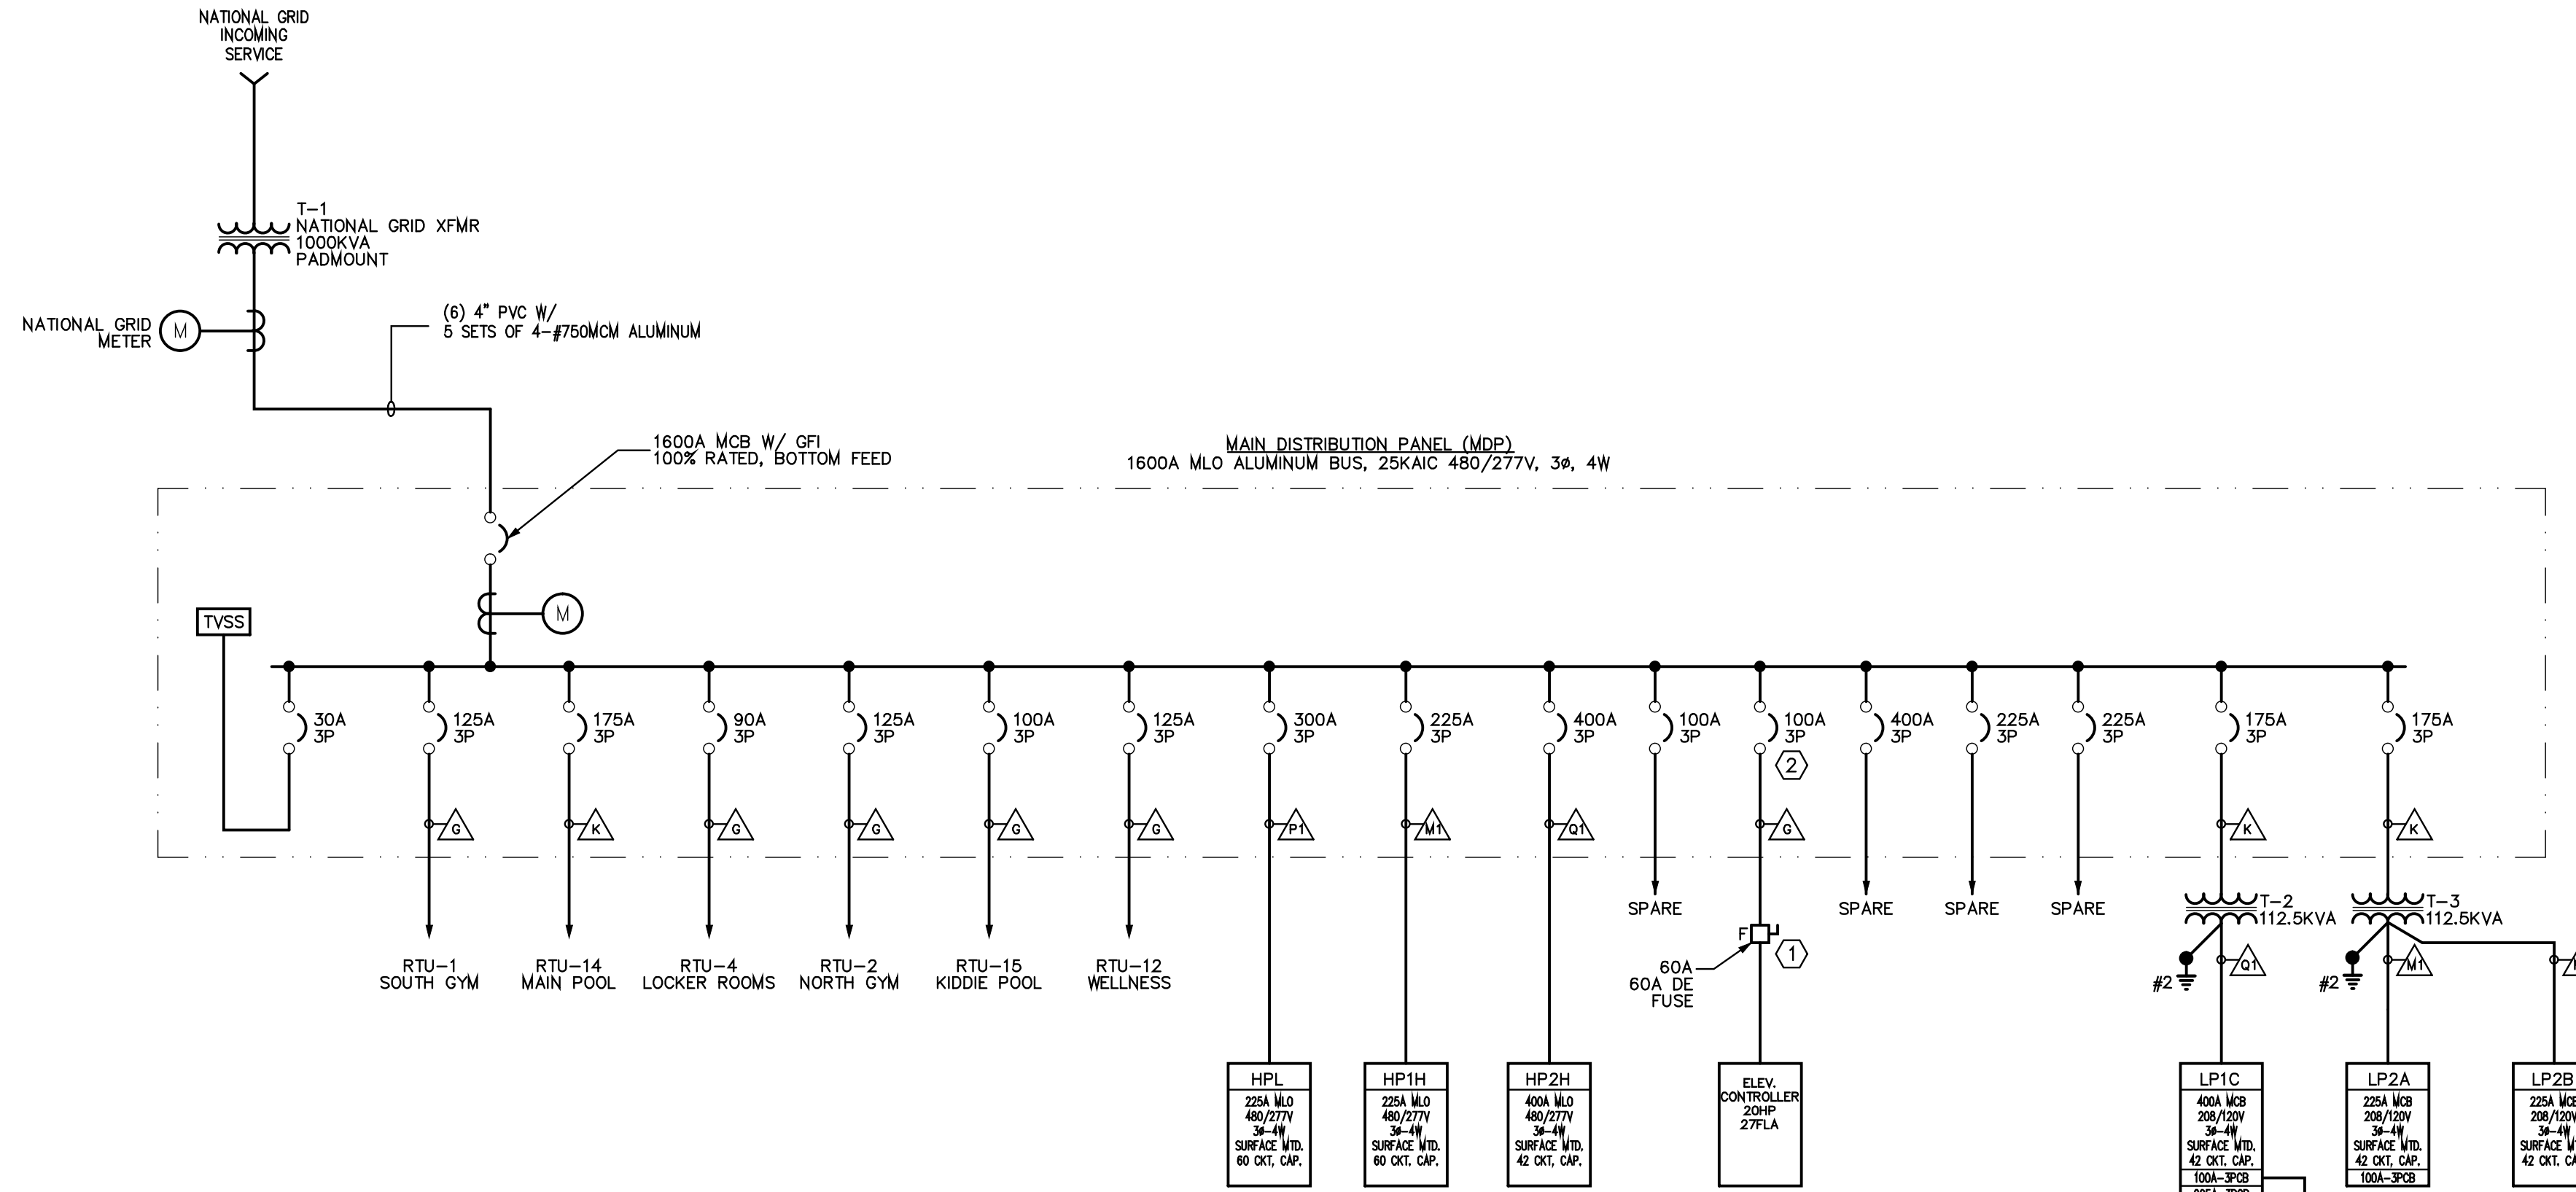 NATIONAL GRID
INCOMING
SERVICE
T-1
NATIONAL GRID XFMR
1000KVA
PADMOUNT
NATIONAL GRID
METER
M
(6) 4" PVC W/
5 SETS OF 4-#750MCM ALUMINUM
1600A MCB W/ GFI
100% RATED, BOTTOM FEED
MAIN DISTRIBUTION PANEL (MDP)
1600A MLO ALUMINUM BUS, 25KAIC 480/277V, 3ø, 4W
TVSS
M
30A
3P
125A
3P
175A
3P
90A
3P
125A
3P
100A
3P
125A
3P
300A
3P
225A
3P
400A
3P
100A
3P
100A
3P
400A
3P
225A
3P
225A
3P
175A
3P
175A
3P
2
G
K
G
G
G
G
P1
M1
Q1
G
K
K
RTU-1
SOUTH GYM
RTU-14
MAIN POOL
RTU-4
LOCKER ROOMS
RTU-2
NORTH GYM
RTU-15
KIDDIE POOL
RTU-12
WELLNESS
SPARE
SPARE
SPARE
SPARE
F
1
60A
60A DE
FUSE
T-2
112.5KVA
T-3
112.5KVA
#2
Q1
#2
M1
HPL
225A MLO
480/277V
3ø-4W
SURFACE MTD.
60 CKT. CAP.
HP1H
225A MLO
480/277V
3ø-4W
SURFACE MTD.
60 CKT. CAP.
HP2H
400A MLO
480/277V
3ø-4W
SURFACE MTD.
42 CKT. CAP.
ELEV.
CONTROLLER
20HP
27FLA
LP1C
400A MCB
208/120V
3ø-4W
SURFACE MTD.
42 CKT. CAP.
100A-3PCB
LP2A
225A MCB
208/120V
3ø-4W
SURFACE MTD.
42 CKT. CAP.
100A-3PCB
LP2B
225A MCB
208/120V
3ø-4W
SURFACE
42 CKT.